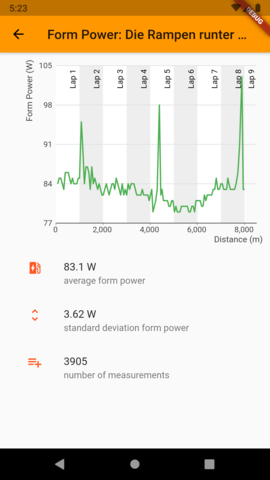 5:23
DEBUG
Form Power: Die Rampen runter ...
Form Power (W)
105
98
91
84
77
Lap 1
Lap 2
Lap 3
Lap 4
Lap 5
Lap 6
Lap 7
Lap 8
Lap 9
0
2,000
4,000
6,000
8,000
Distance (m)
83.1 W
average form power
3.62 W
standard deviation form power
3905
number of measurements